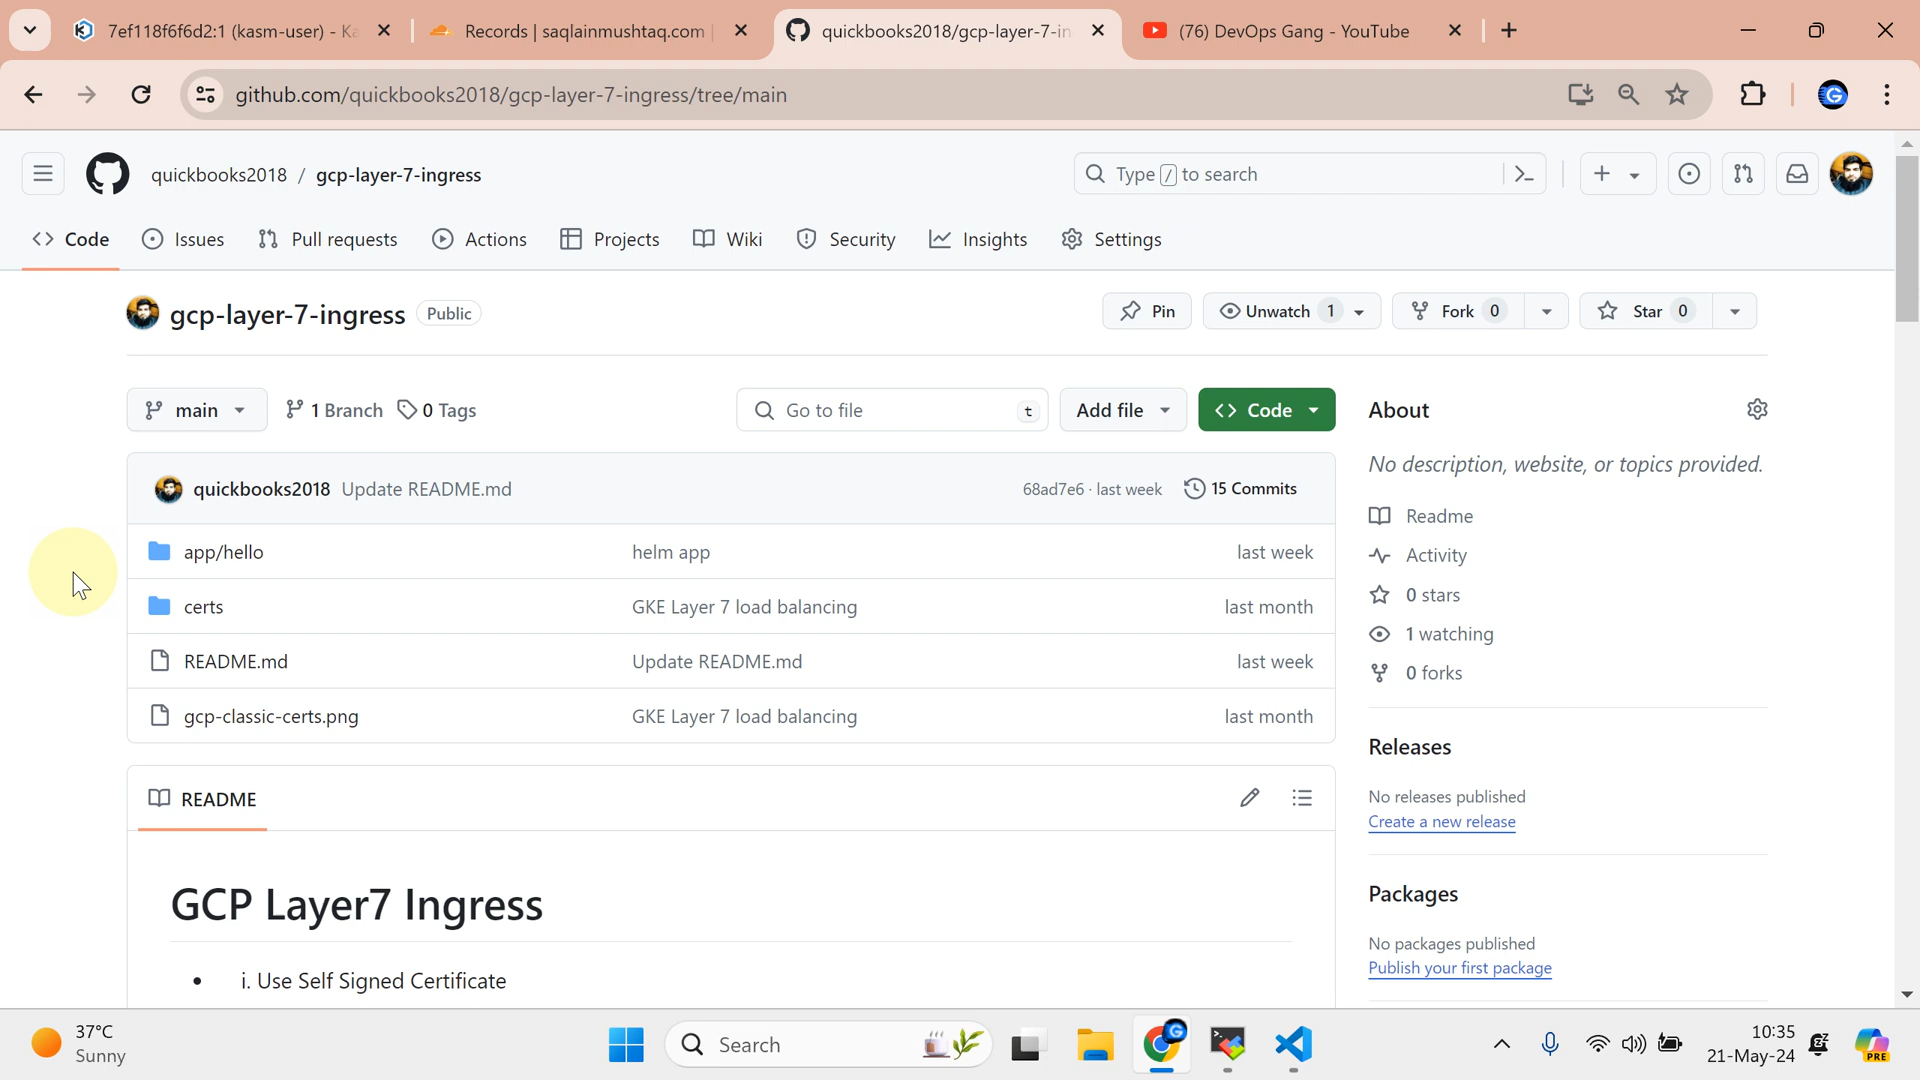 7ef118f6f6d2:1 (kasm-user) - Ka
Records | saqlainmushtaq.com
quickbooks2018/gcp-layer-7-in
(76) DevOps Gang - YouTube
github.com/quickbooks2018/gcp-layer-7-ingress/tree/main
quickbooks2018 / gcp-layer-7-ingress
Type / to search
Code
Issues
Pull requests
Actions
Projects
Wiki
Security
Insights
Settings
gcp-layer-7-ingress
Public
Pin
Unwatch 1
Fork 0
Star 0
main
1 Branch
0 Tags
Go to file
t
Add file
Code
About
No description, website, or topics provided.
quickbooks2018 Update README.md
68ad7e6 · last week
15 Commits
app/hello
helm app
last week
certs
GKE Layer 7 load balancing
last month
README.md
Update README.md
last week
gcp-classic-certs.png
GKE Layer 7 load balancing
last month
Readme
Activity
0 stars
1 watching
0 forks
Releases
No releases published
Create a new release
Packages
No packages published
Publish your first package
README
GCP Layer7 Ingress
i. Use Self Signed Certificate
37°C
Sunny
Search
10:35
21-May-24
PRE